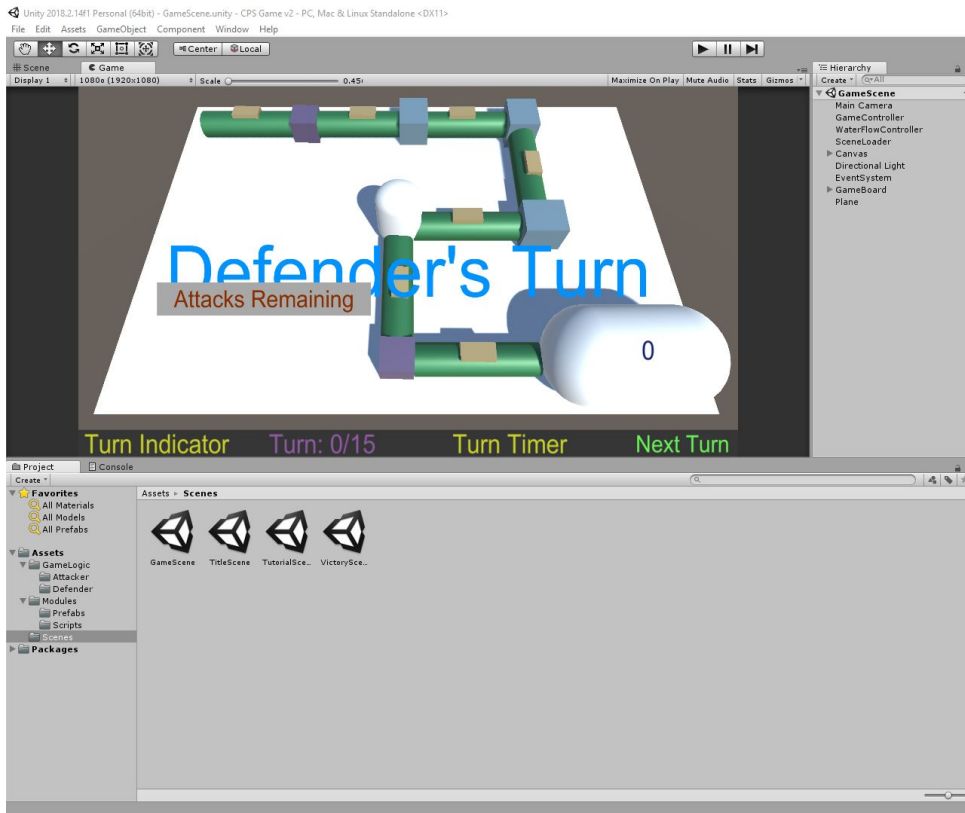 Unity 2018.2.14f1 Personal (64bit) - GameScene.unity - CPS Game v2 - PC, Mac & Linux Standalone <DX11>
File Edit Assets GameObject Component Window Help
Center Local
Scene Game
Display 1 1080p (1920x1080) Scale 0.45
Maximize On Play Mute Audio Stats Gizmos
Hierarchy
Create All
GameScene
Main Camera
GameController
WaterFlowController
SceneLoader
Canvas
Directional Light
EventSystem
GameBoard
Plane
Defender's Turn
Attacks Remaining
0
Turn Indicator Turn: 0/15 Turn Timer Next Turn
Project Console
Create
Favorites
All Materials
All Models
All Prefabs
Assets
GameLogic
Attacker
Defender
Modules
Prefabs
Scripts
Scenes
Packages
Assets Scenes
GameScene TitleScene TutorialSce... VictorySce...